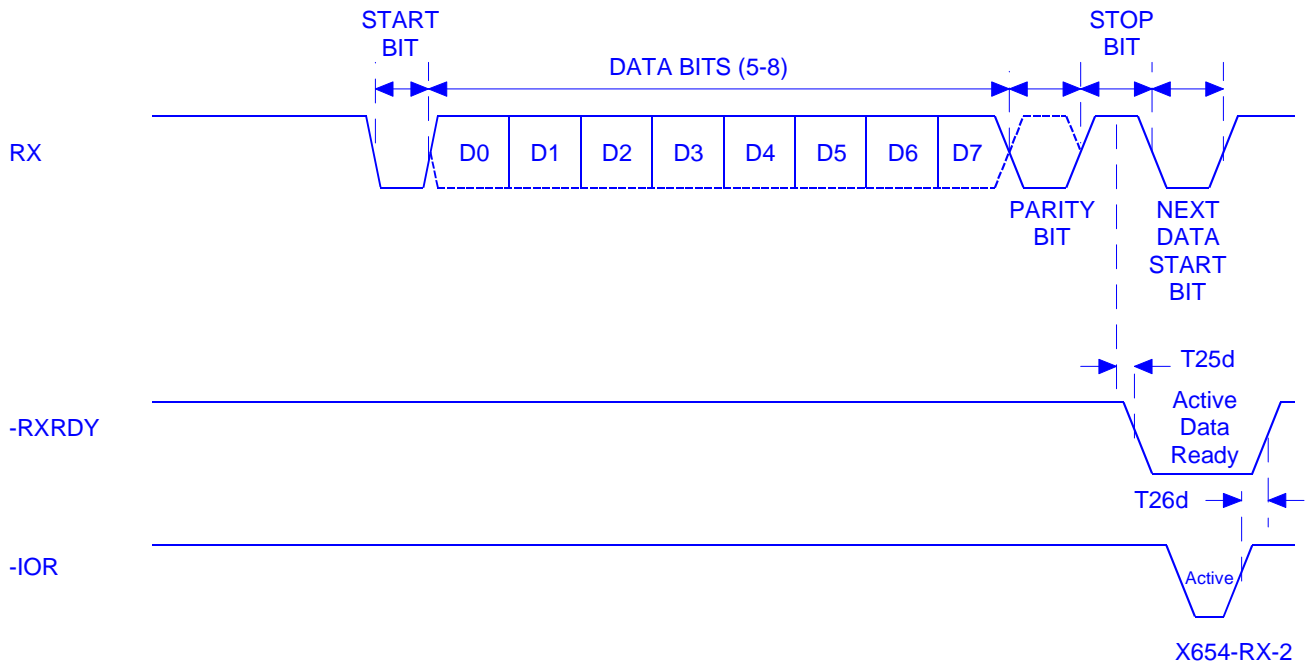 START
BIT
DATA BITS (5-8)
STOP
BIT
RX
D0 D1 D2 D3 D4 D5 D6 D7
PARITY
BIT
NEXT
DATA
START
BIT
T25d
-RXRDY
Active
Data
Ready
T26d
-IOR
Active
X654-RX-2